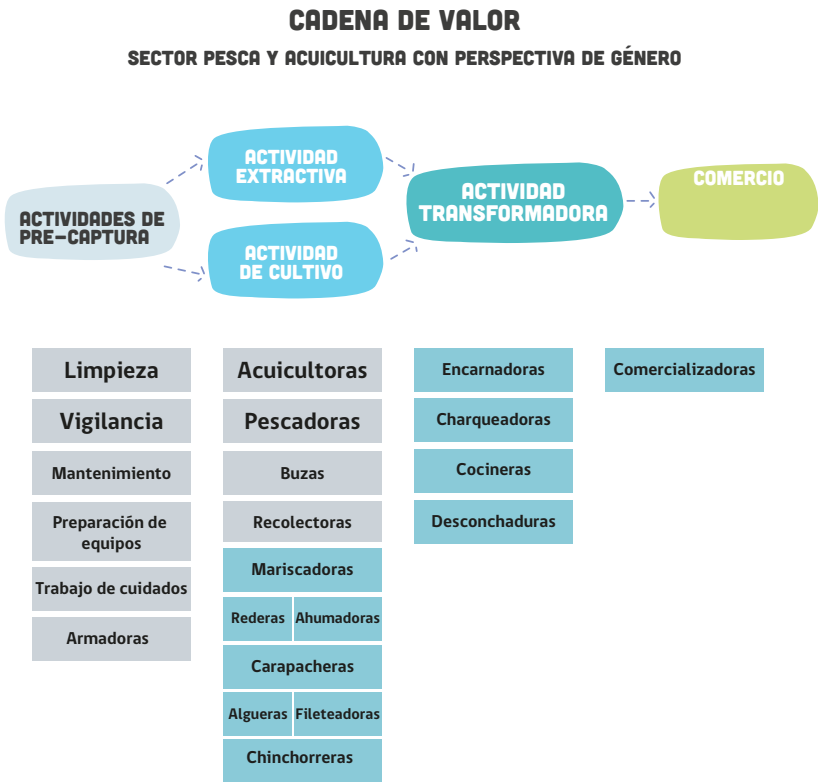 CADENA DE VALOR
SECTOR PESCA Y ACUICULTURA CON PERSPECTIVA DE GÉNERO
ACTIVIDADES DE
PRE-CAPTURA
ACTIVIDAD
EXTRACTIVA
ACTIVIDAD
DE CULTIVO
ACTIVIDAD
TRANSFORMADORA
COMERCIO
Limpieza
Vigilancia
Mantenimiento
Preparación de
equipos
Trabajo de cuidados
Armadoras
Acuicultoras
Pescadoras
Buzas
Recolectoras
Mariscadoras
Rederas
Ahumadoras
Carapacheras
Algueras
Fileteadoras
Chinchorreras
Encarnadoras
Charqueadoras
Cocineras
Desconchaduras
Comercializadoras